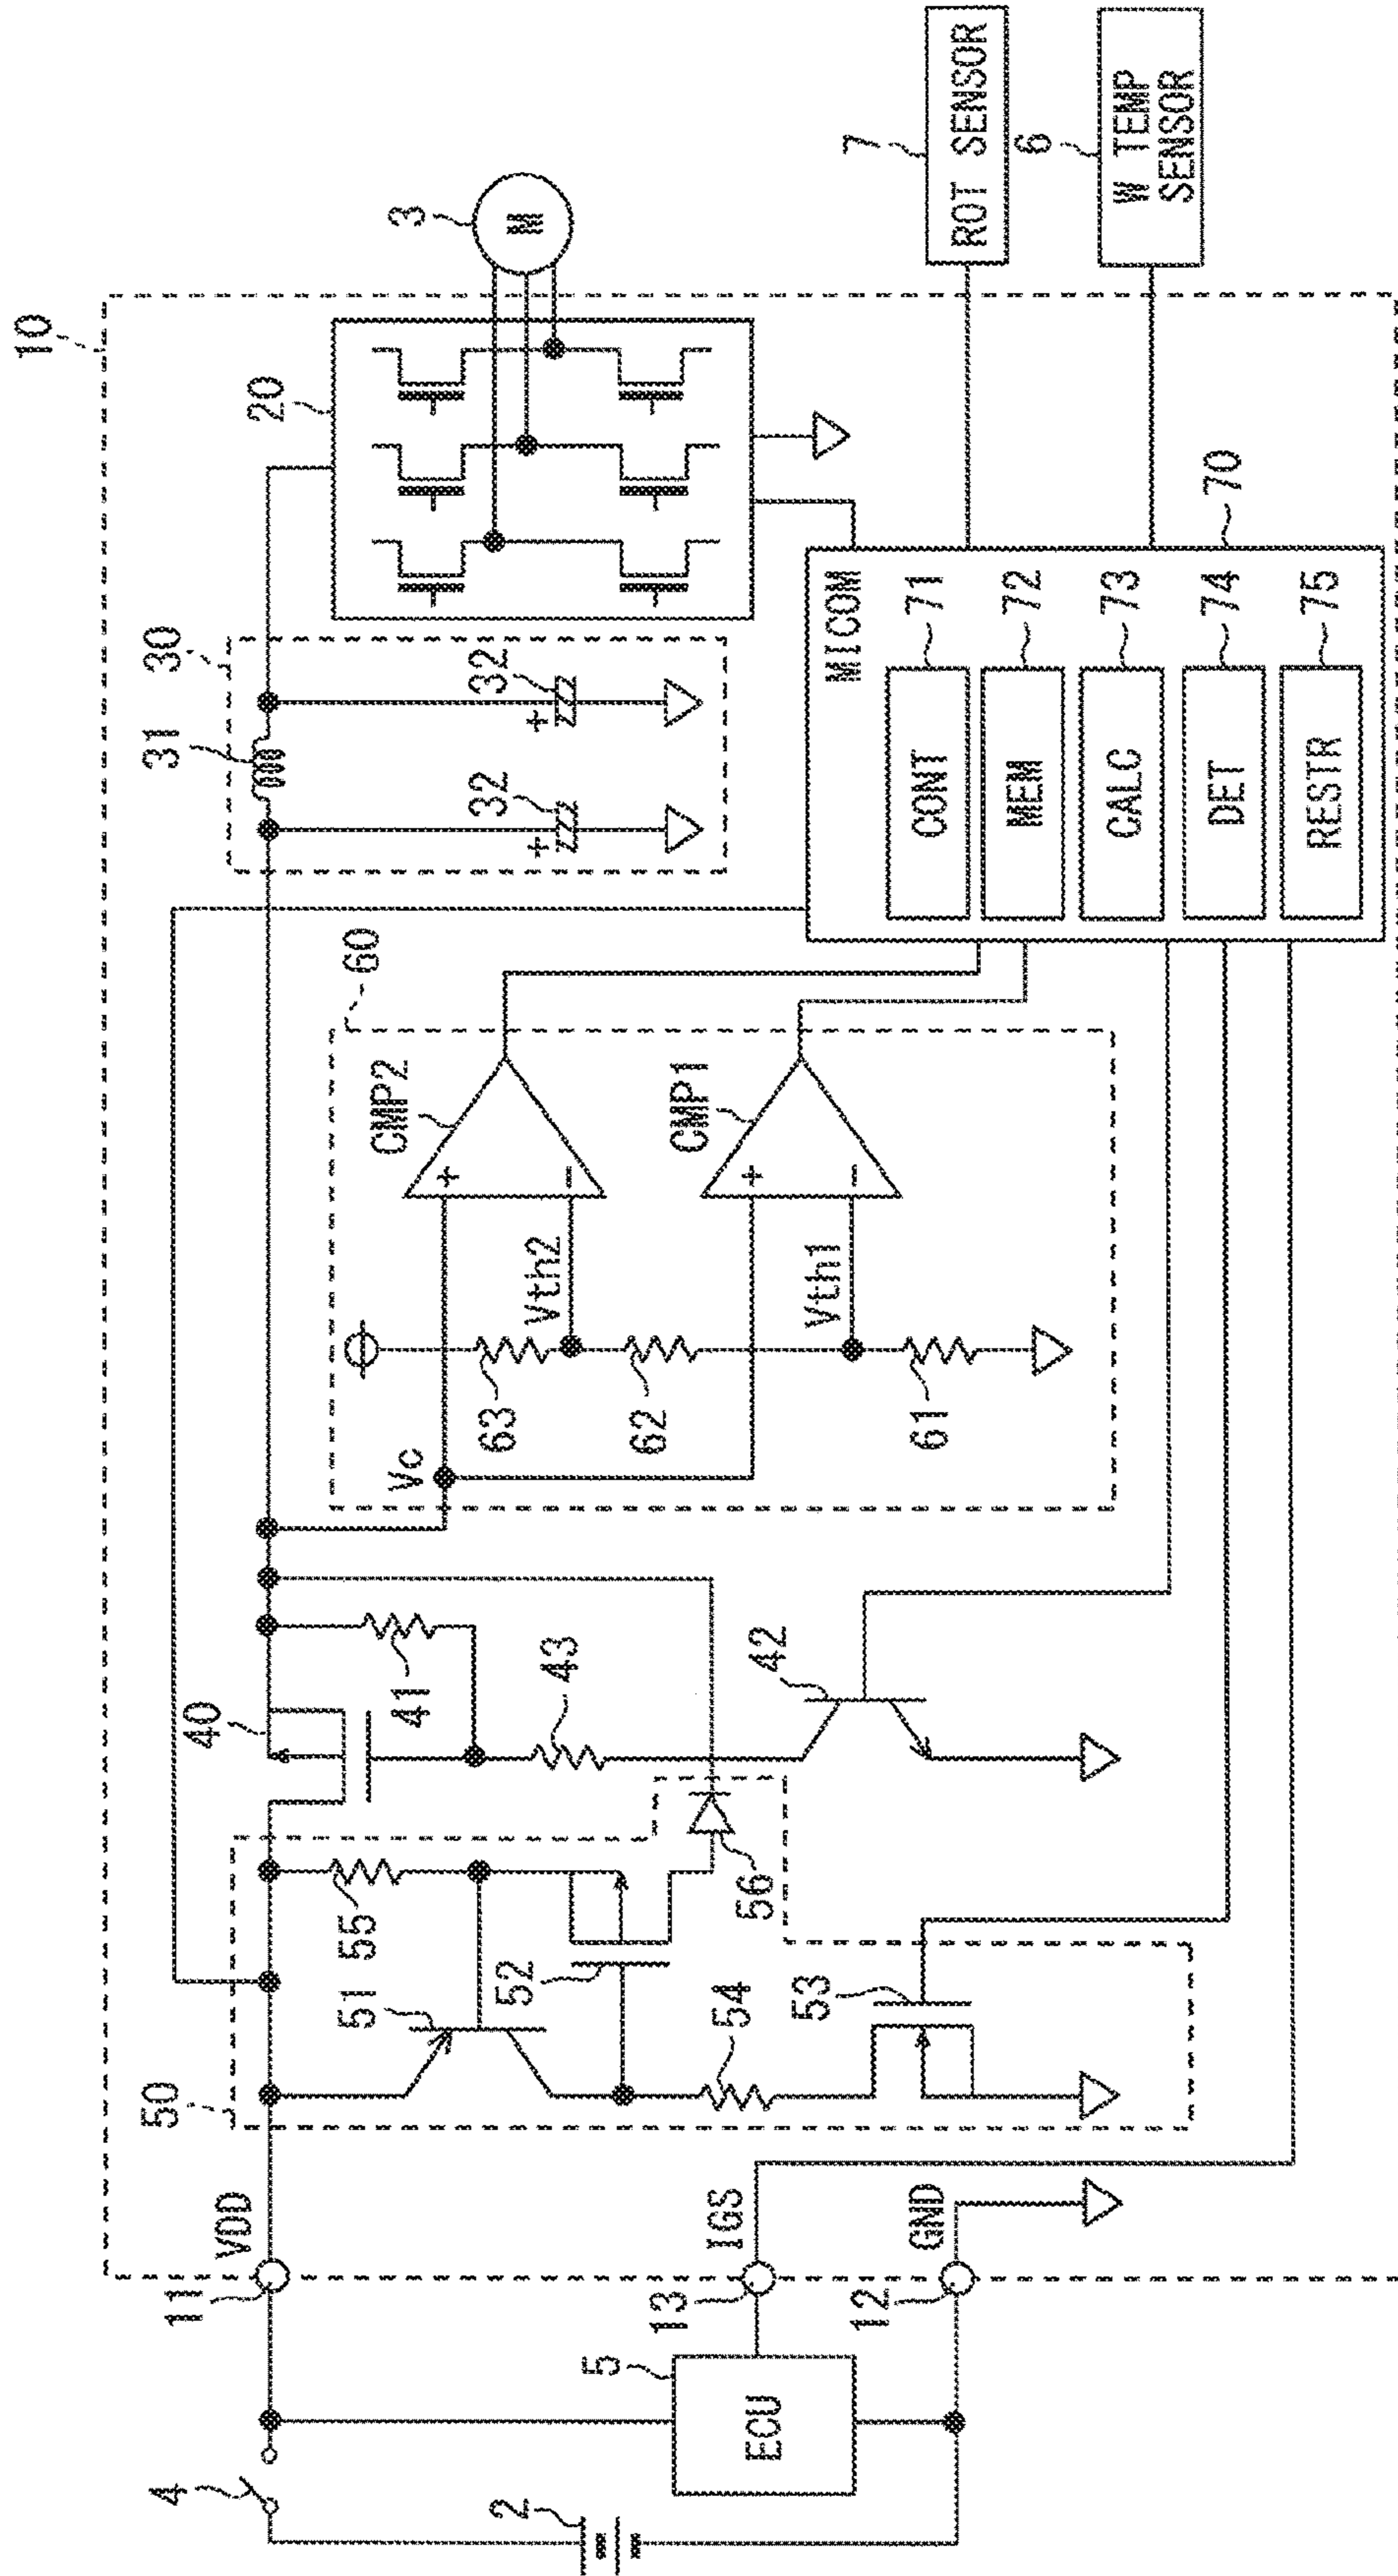 10
50
VDD
11
4
51
55
40
41
43
42
52
54
53
56
IGS
13
5
ECU
2
GND
12
Vc
63
62
61
Vth2
Vth1
+
-
CMP2
+
-
CMP1
60
30
31
+
32
+
32
20
3
M
MICOM
70
CONT
71
MEM
72
CALC
73
DET
74
RESTR
75
7
ROT SENSOR
6
W TEMP
SENSOR